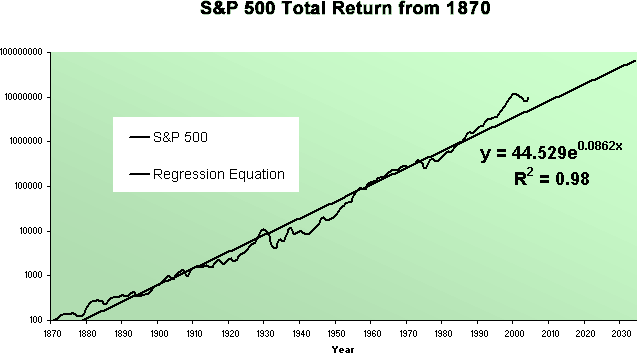 S&P 500 Total Return from 1870
100000000
10000000
1000000
100000
10000
1000
100
S&P 500
Regression Equation
y = 44.529e^0.0862x
R² = 0.98
1870 1880 1890 1900 1910 1920 1930 1940 1950 1960 1970 1980 1990 2000 2010 2020 2030
Year